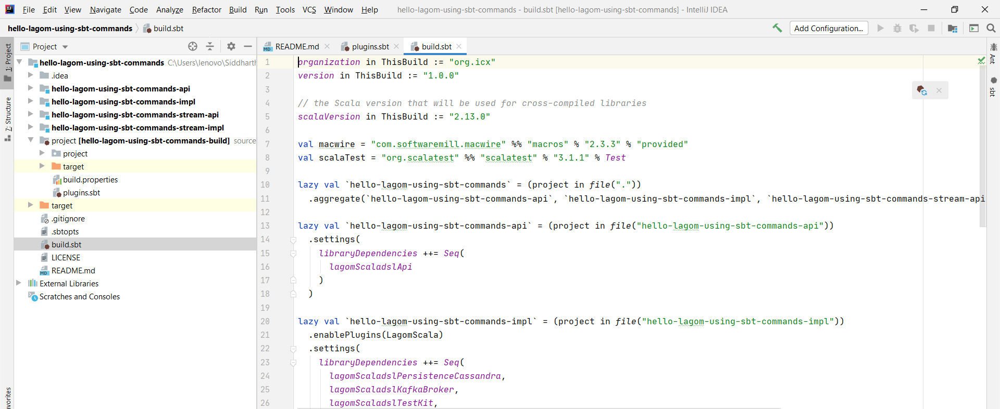 File Edit View Navigate Code Analyze Refactor Build Run Tools VCS Window Help hello-lagom-using-sbt-commands - build.sbt [hello-lagom-using-sbt-commands] - IntelliJ IDEA
hello-lagom-using-sbt-commands build.sbt Add Configuration...
Project
README.md plugins.sbt build.sbt
1: Project
7: Structure
avorites
hello-lagom-using-sbt-commands C:\Users\lenovo\Siddharth
.idea
hello-lagom-using-sbt-commands-api
hello-lagom-using-sbt-commands-impl
hello-lagom-using-sbt-commands-stream-api
hello-lagom-using-sbt-commands-stream-impl
project [hello-lagom-using-sbt-commands-build] source
project
target
build.properties
plugins.sbt
target
.gitignore
.sbtopts
build.sbt
LICENSE
README.md
External Libraries
Scratches and Consoles
1 organization in ThisBuild := "org.icx"
2 version in ThisBuild := "1.0.0"
3
4 // the Scala version that will be used for cross-compiled libraries
5 scalaVersion in ThisBuild := "2.13.0"
6
7 val macwire = "com.softwaremill.macwire" %% "macros" % "2.3.3" % "provided"
8 val scalaTest = "org.scalatest" %% "scalatest" % "3.1.1" % Test
9
10 lazy val `hello-lagom-using-sbt-commands` = (project in file("."))
11 .aggregate(`hello-lagom-using-sbt-commands-api`, `hello-lagom-using-sbt-commands-impl`, `hello-lagom-using-sbt-commands-stream-api
12
13 lazy val `hello-lagom-using-sbt-commands-api` = (project in file("hello-lagom-using-sbt-commands-api"))
14 .settings(
15 libraryDependencies ++= Seq(
16 lagomScaladslApi
17 )
18 )
19
20 lazy val `hello-lagom-using-sbt-commands-impl` = (project in file("hello-lagom-using-sbt-commands-impl"))
21 .enablePlugins(LagomScala)
22 .settings(
23 libraryDependencies ++= Seq(
24 lagomScaladslPersistenceCassandra,
25 lagomScaladslKafkaBroker,
26 lagomScaladslTestKit,
Ant
sbt